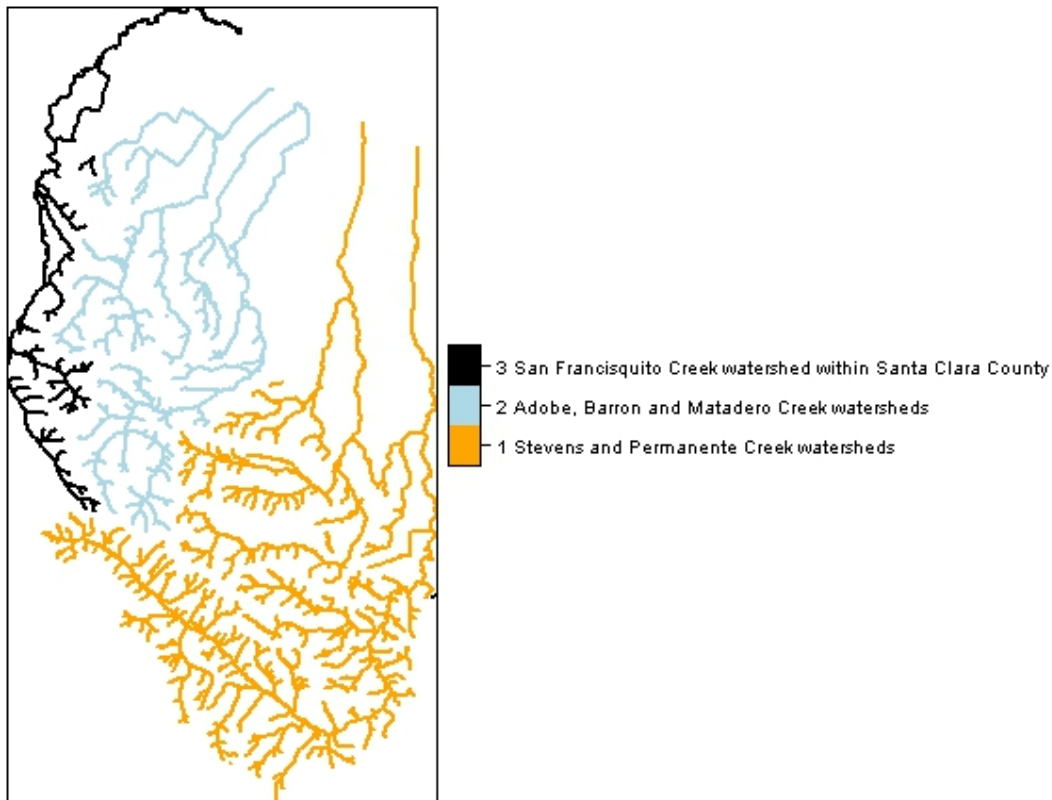 3 San Francisquito Creek watershed within Santa Clara County
2 Adobe, Barron and Matadero Creek watersheds
1 Stevens and Permanente Creek watersheds